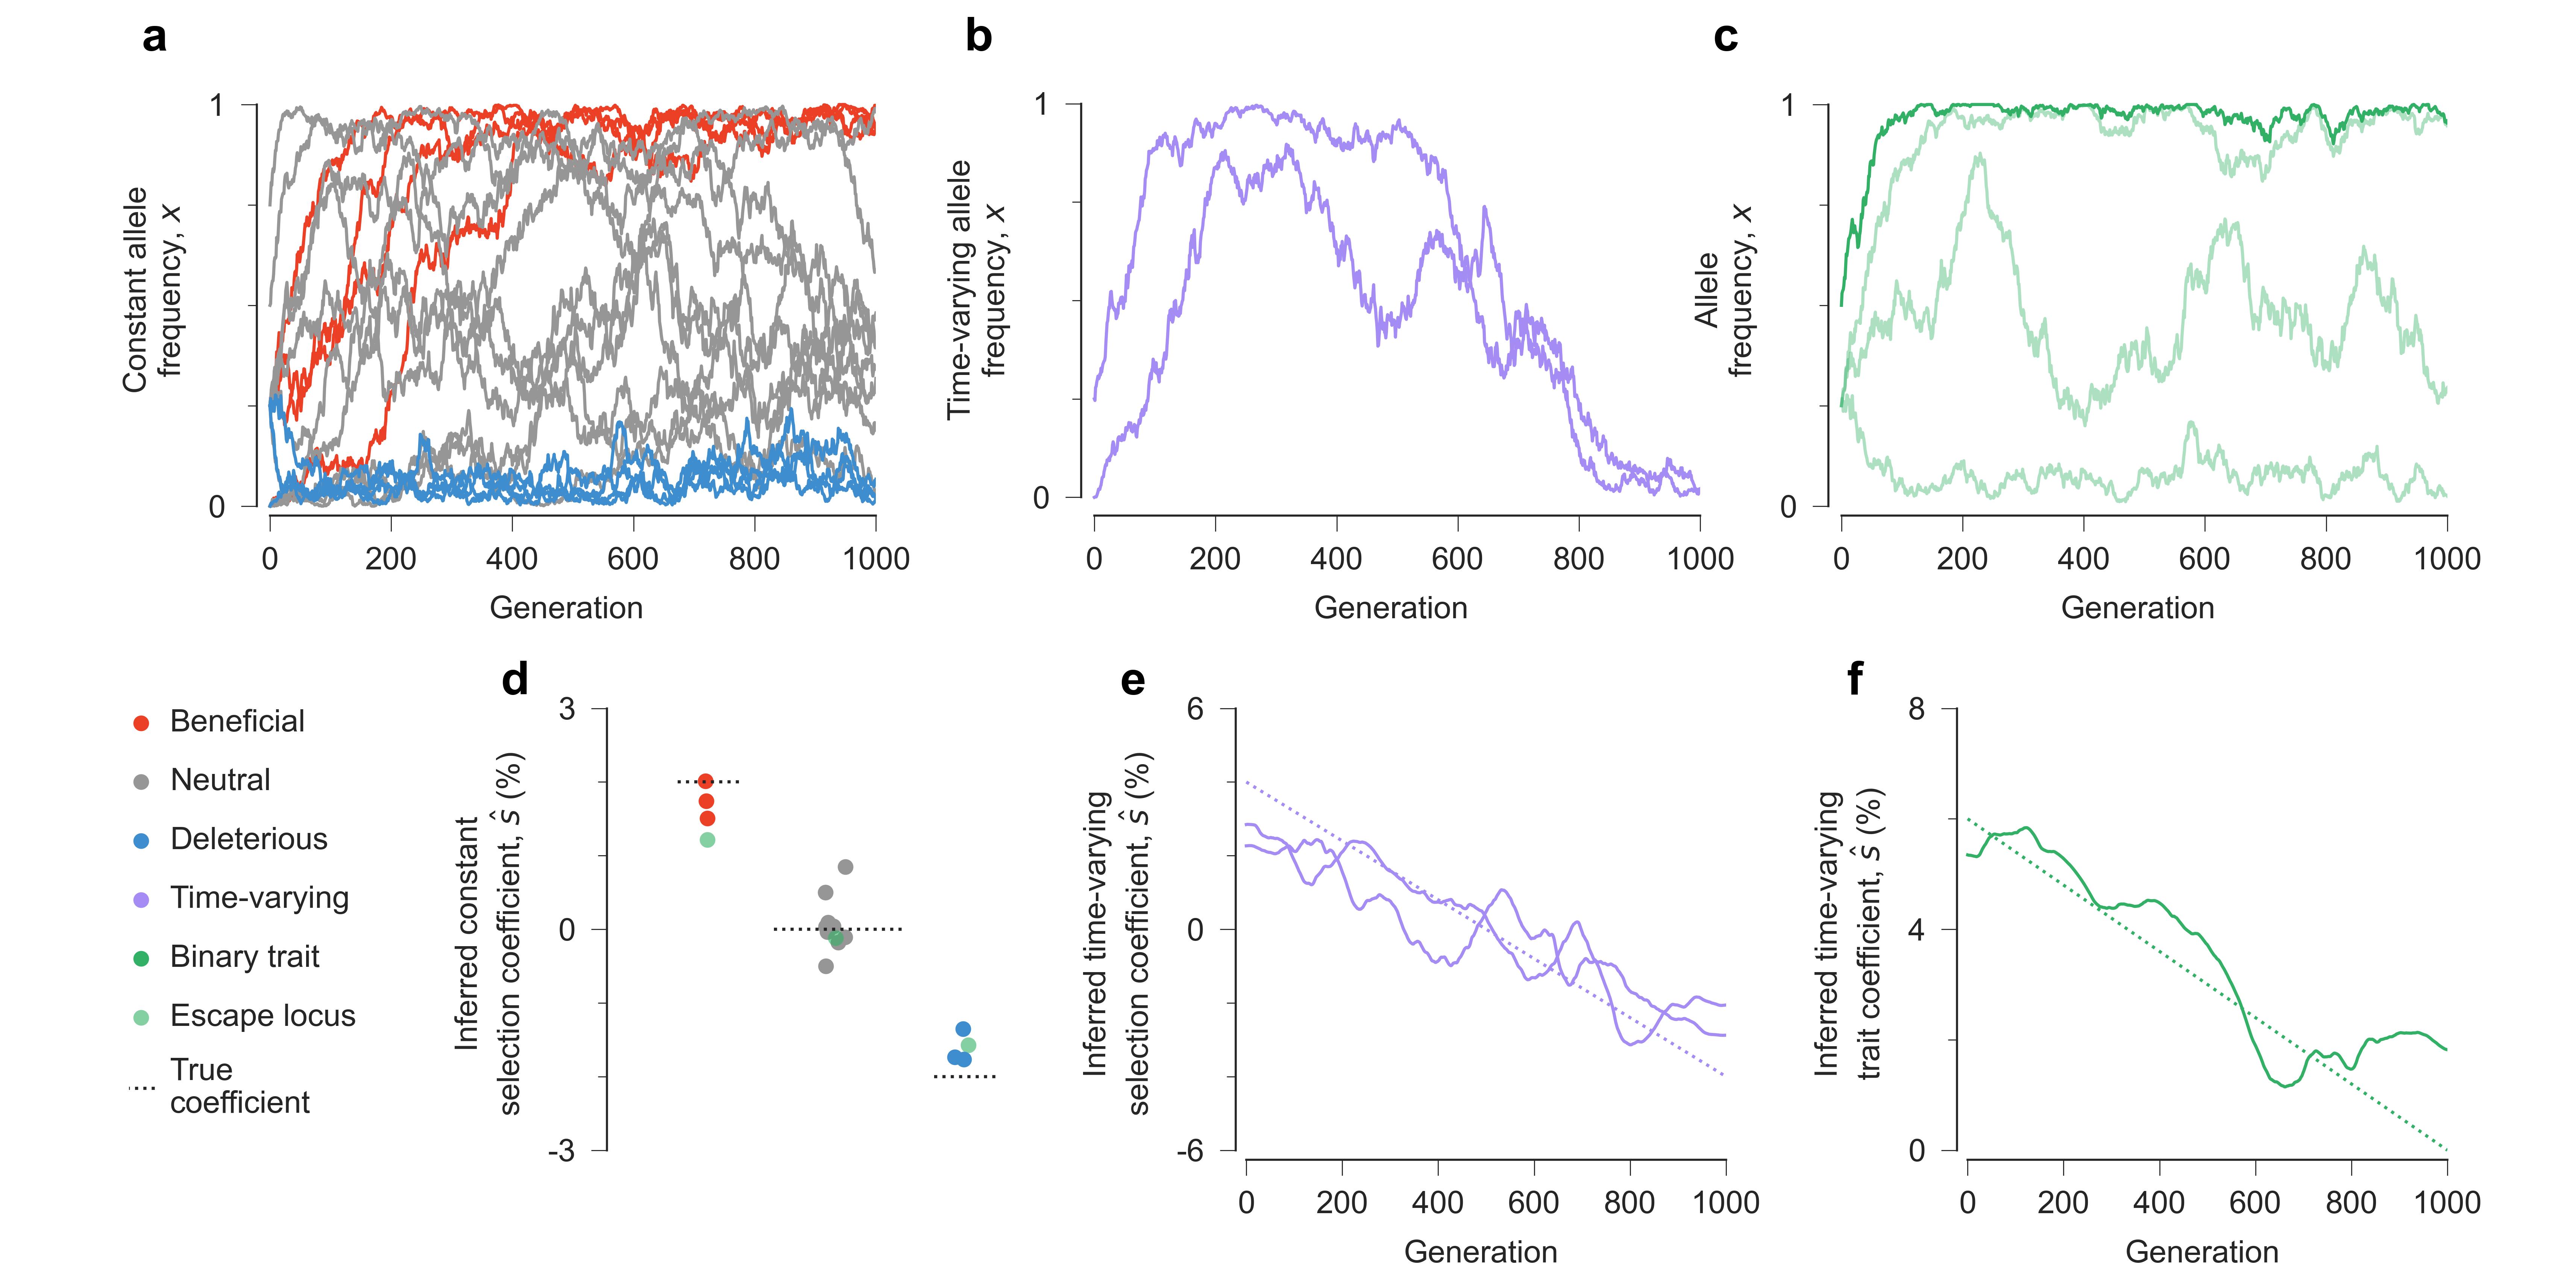 a
1
0
Constant allele
frequency, x
0 200 400 600 800 1000
Generation
b
1
0
Time-varying allele
frequency, x
0 200 400 600 800 1000
Generation
c
1
0
Allele
frequency, x
0 200 400 600 800 1000
Generation
Beneficial
Neutral
Deleterious
Time-varying
Binary trait
Escape locus
True
coefficient
d
3
0
-3
Inferred constant
selection coefficient, ŝ (%)
e
6
0
-6
Inferred time-varying
selection coefficient, ŝ (%)
0 200 400 600 800 1000
Generation
f
8
4
0
Inferred time-varying
trait coefficient, ŝ (%)
0 200 400 600 800 1000
Generation